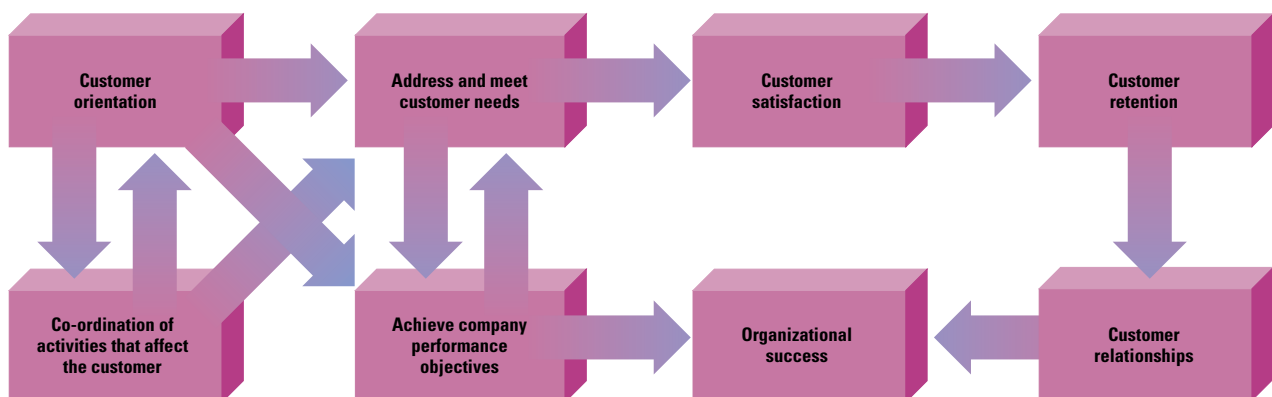 Customer
orientation
Address and meet
customer needs
Customer
satisfaction
Customer
retention
Co-ordination of
activities that affect
the customer
Achieve company
performance
objectives
Organizational
success
Customer
relationships